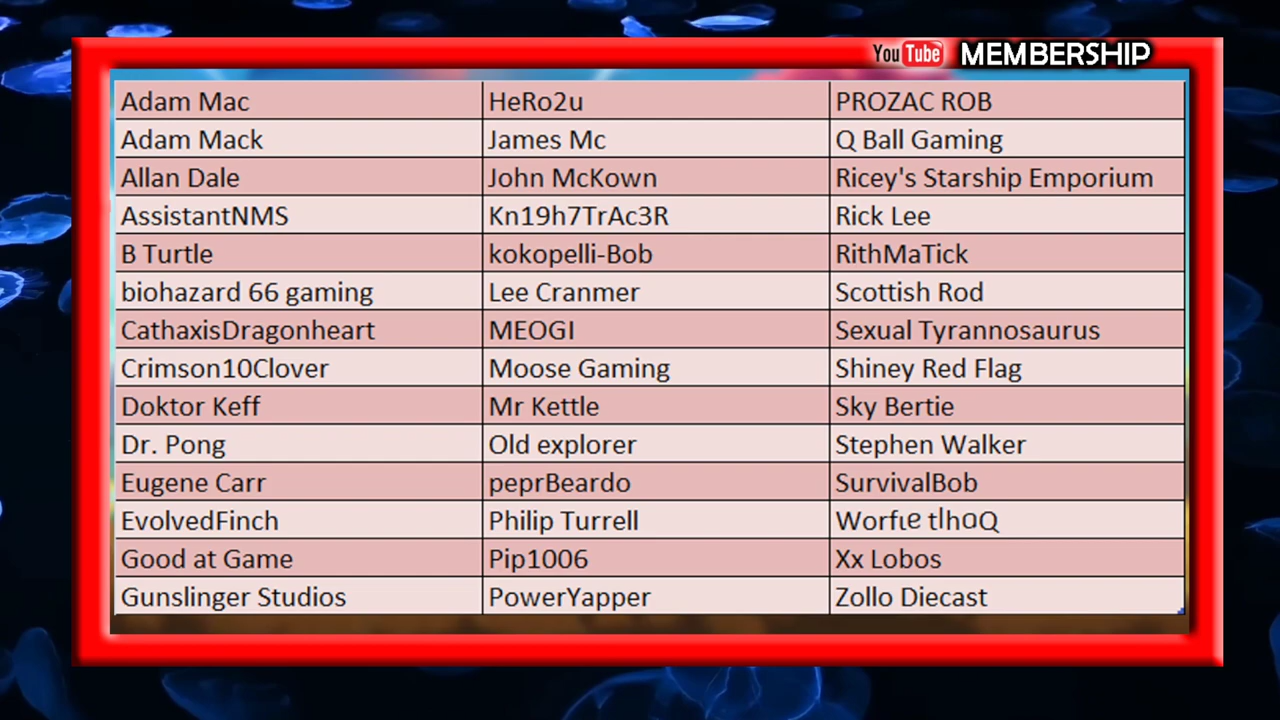 YouTube MEMBERSHIP
Adam Mac HeRo2u PROZAC ROB
Adam Mack James Mc Q Ball Gaming
Allan Dale John McKown Ricey's Starship Emporium
AssistantNMS Kn19h7TrAc3R Rick Lee
B Turtle kokopelli-Bob RithMaTick
biohazard 66 gaming Lee Cranmer Scottish Rod
CathaxisDragonheart MEOGI Sexual Tyrannosaurus
Crimson10Clover Moose Gaming Shiney Red Flag
Doktor Keff Mr Kettle Sky Bertie
Dr. Pong Old explorer Stephen Walker
Eugene Carr peprBeardo SurvivalBob
EvolvedFinch Philip Turrell Worfɩҽ tlhɑQ
Good at Game Pip1006 Xx Lobos
Gunslinger Studios PowerYapper Zollo Diecast